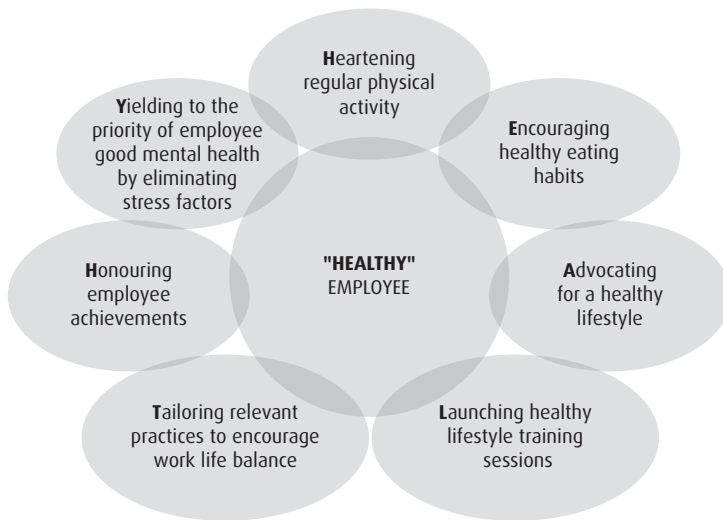 Heartening
regular physical
activity
Encouraging
healthy eating
habits
Advocating
for a healthy
lifestyle
Launching healthy
lifestyle training
sessions
Tailoring relevant
practices to encourage
work life balance
Honouring
employee
achievements
Yielding to the
priority of employee
good mental health
by eliminating
stress factors
"HEALTHY"
EMPLOYEE